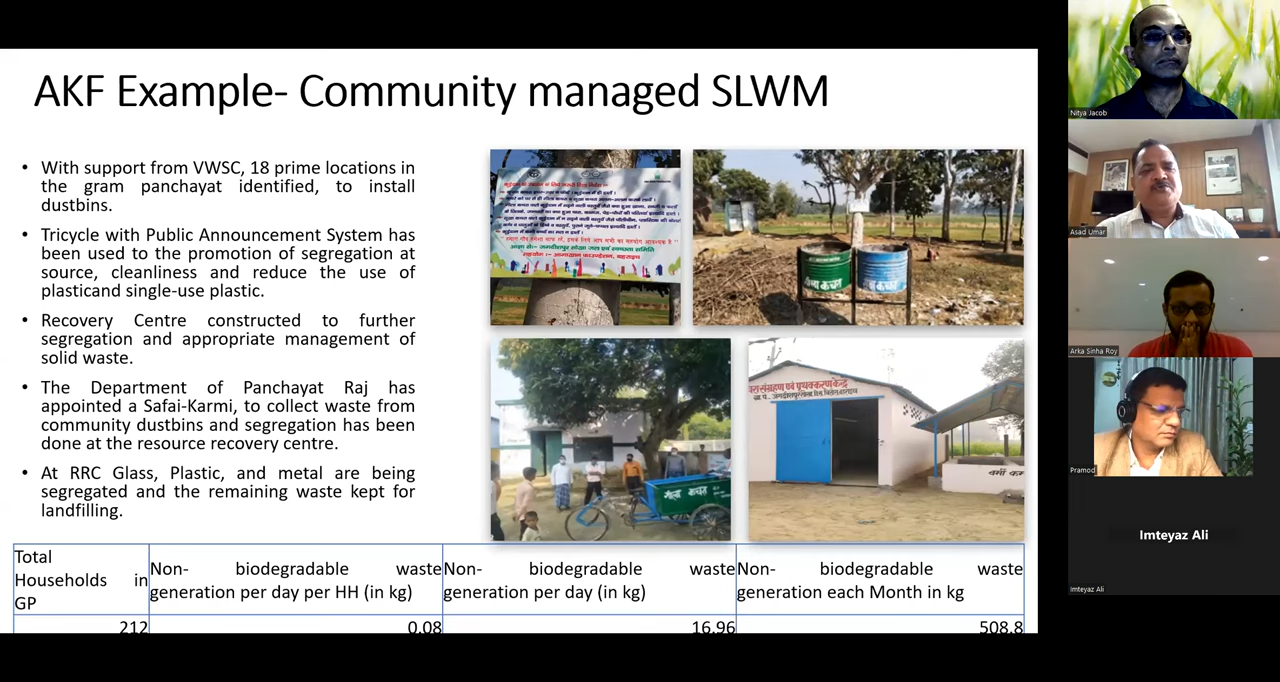 AKF Example- Community managed SLWM
• With support from VWSC, 18 prime locations in
the gram panchayat identified, to install
dustbins.
• Tricycle with Public Announcement System has
been used to the promotion of segregation at
source, cleanliness and reduce the use of
plasticand single-use plastic.
• Recovery Centre constructed to further
segregation and appropriate management of
solid waste.
• The Department of Panchayat Raj has
appointed a Safai-Karmi, to collect waste from
community dustbins and segregation has been
done at the resource recovery centre.
• At RRC Glass, Plastic, and metal are being
segregated and the remaining waste kept for
landfilling.
गीला कचरा
सूखा कचरा
गीला कचरा
संग्रहण एवं पृथक्करण केन्द्र
Total
Households in
GP
Non- biodegradable waste
generation per day per HH (in kg)
Non- biodegradable waste
generation per day (in kg)
Non- biodegradable waste
generation each Month in kg
212
0.08
16.96
508.8
Nitya Jacob
Asad Umar
Arka Sinha Roy
Pramod
Imteyaz Ali
Imteyaz Ali